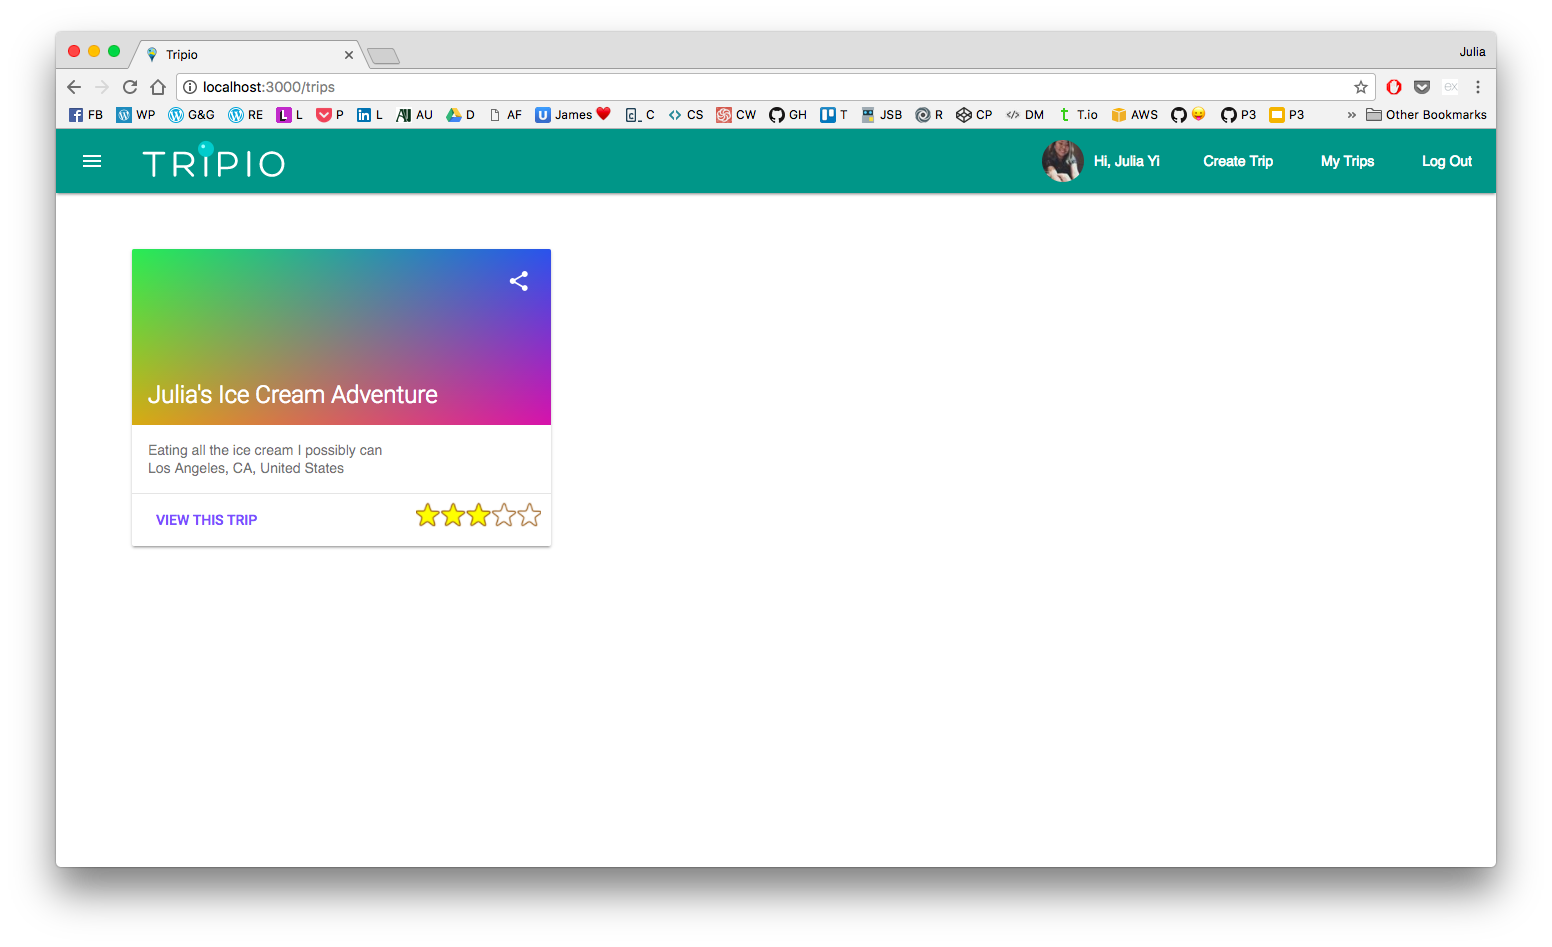 Tripio
Julia
localhost:3000/trips
FB WP G&G RE L L P in L AU D AF U James C_ C CS CW GH T JSB R CP DM t T.io AWS P3 P3 » Other Bookmarks
TRIPIO
Hi, Julia Yi Create Trip My Trips Log Out
Julia's Ice Cream Adventure
Eating all the ice cream I possibly can
Los Angeles, CA, United States
VIEW THIS TRIP